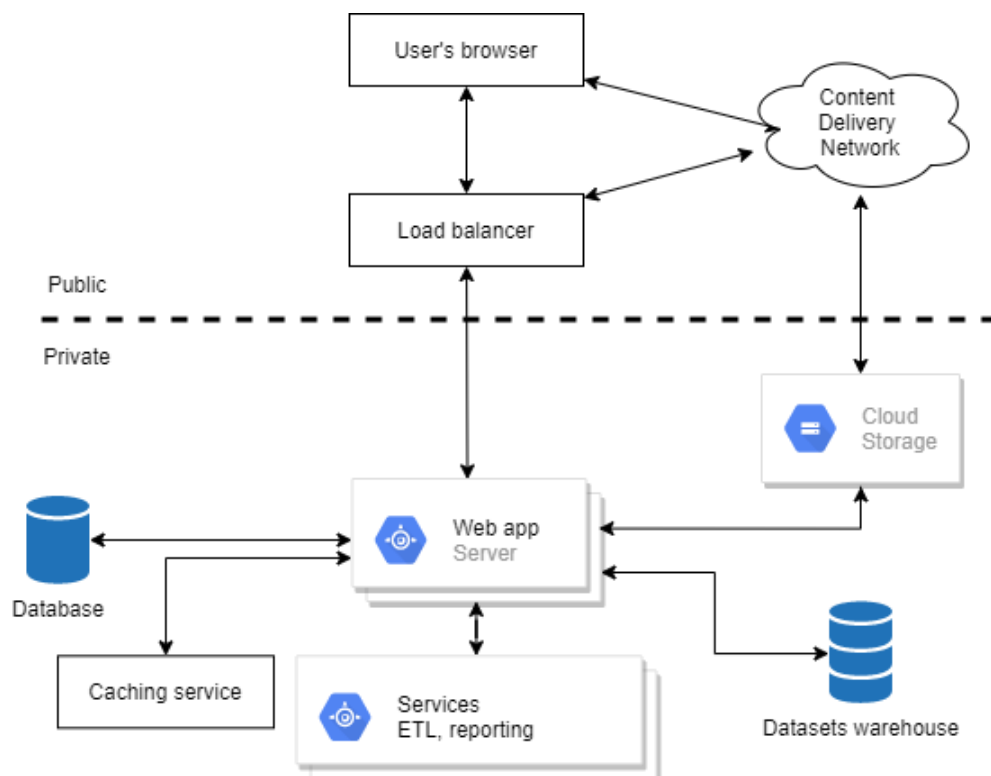 User's browser
Content
Delivery
Network
Load balancer
Public
Private
Cloud
Storage
Web app
Server
Database
Caching service
Services
ETL, reporting
Datasets warehouse